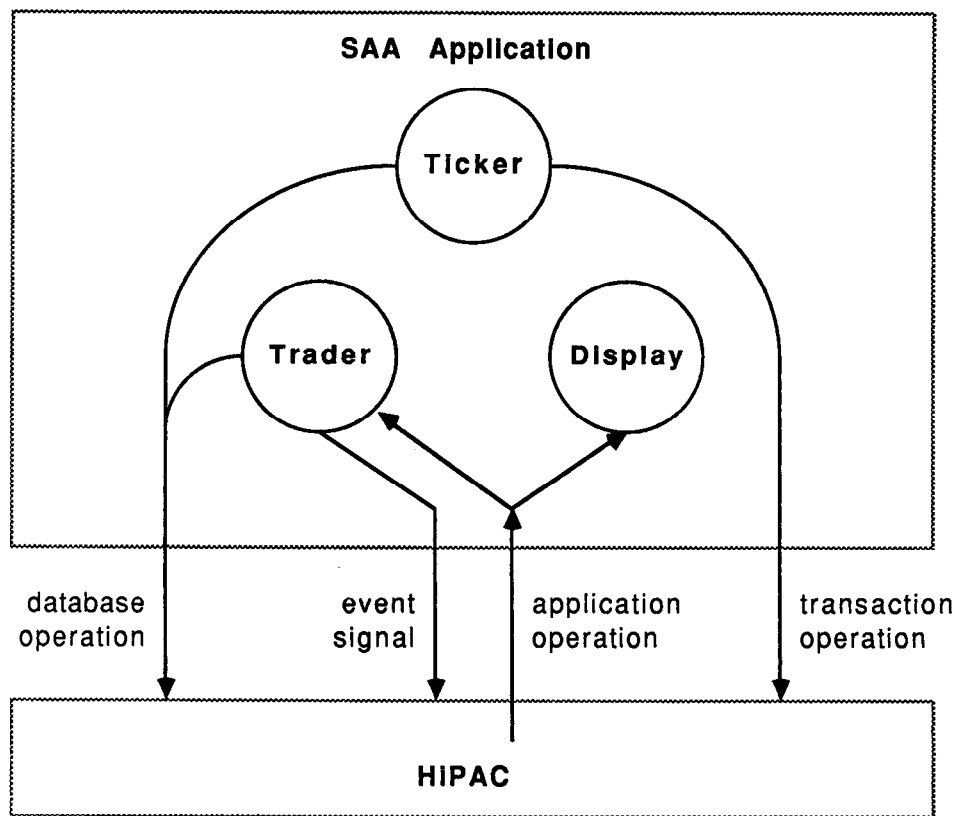 SAA Application
Ticker
Trader
Display
database
operation
event
signal
application
operation
transaction
operation
HiPAC